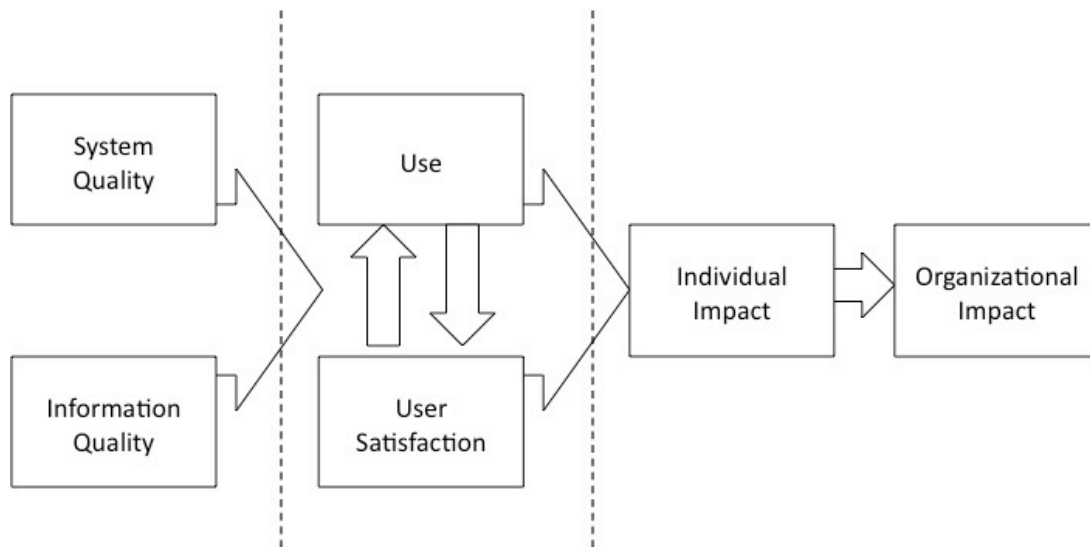 System
Quality
Use
Individual
Impact
Organizational
Impact
Information
Quality
User
Satisfaction